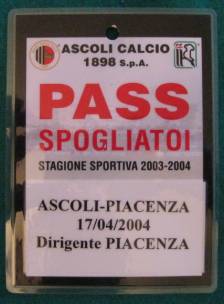 ASCOLI CALCIO
1898 S.p.A.
PASS
SPOGLIATOI
STAGIONE SPORTIVA 2003-2004
ASCOLI-PIACENZA
17/04/2004
Dirigente PIACENZA